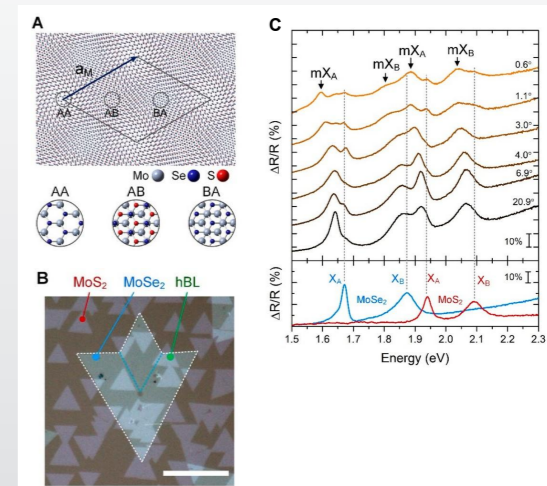 A
a_M
AA AB BA
Mo Se S
AA AB BA
B
MoS₂ MoSe₂ hBL
C
mX_A mX_B mX_A mX_B
0.6°
1.1°
3.0°
4.0°
6.9°
20.9°
10%
ΔR/R (%)
10%
X_A X_B X_A X_B
MoSe₂ MoS₂
ΔR/R (%)
1.5 1.6 1.7 1.8 1.9 2.0 2.1 2.2 2.3
Energy (eV)